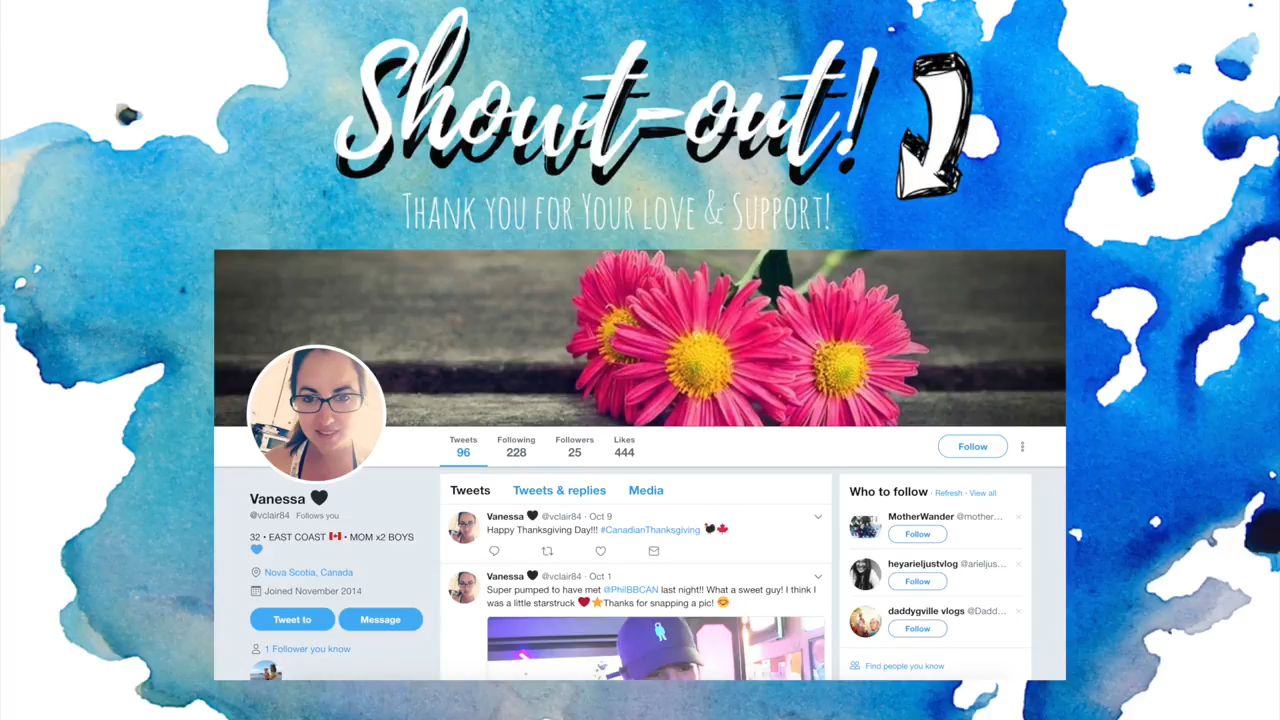 Shout-out!
THANK YOU FOR YOUR LOVE & SUPPORT!
Tweets Following Followers Likes
96 228 25 444
Follow
Vanessa 🖤
@vclair84 Follows you
32 • EAST COAST 🇨🇦 • MOM x2 BOYS
💙
Nova Scotia, Canada
Joined November 2014
Tweet to Message
1 Follower you know
Tweets Tweets & replies Media
Vanessa 🖤 @vclair84 · Oct 9
Happy Thanksgiving Day!!! #CanadianThanksgiving 🦃🍁
Vanessa 🖤 @vclair84 · Oct 1
Super pumped to have met @PhilBBCAN last night!! What a sweet guy! I think I
was a little starstruck ❤️⭐Thanks for snapping a pic! 😊
Who to follow · Refresh · View all
MotherWander @mother...
Follow
heyarieljustvlog @arieljus...
Follow
daddygville vlogs @Dadd...
Follow
Find people you know